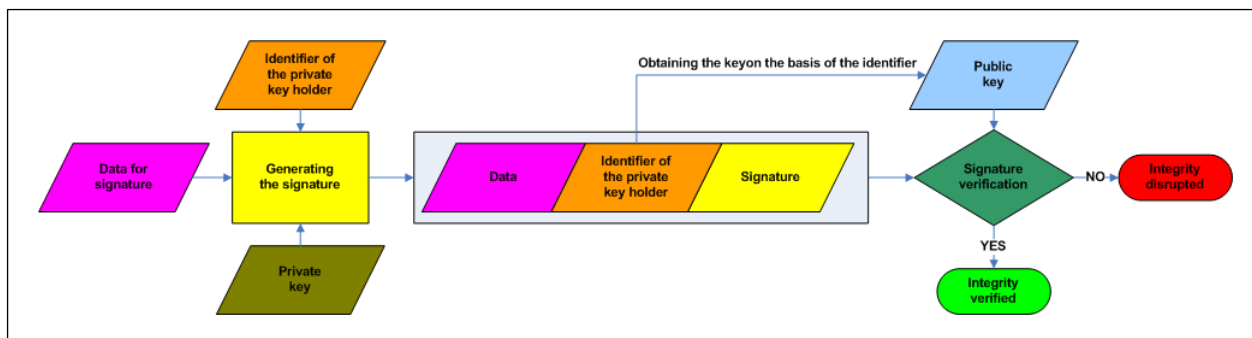 Identifier of
the private
key holder
Obtaining the keyon the basis of the identifier
Public
key
Data for
signature
Generating
the signature
Data
Identifier of
the private
key holder
Signature
Signature
verification
NO
Integrity
disrupted
Private
key
YES
Integrity
verified